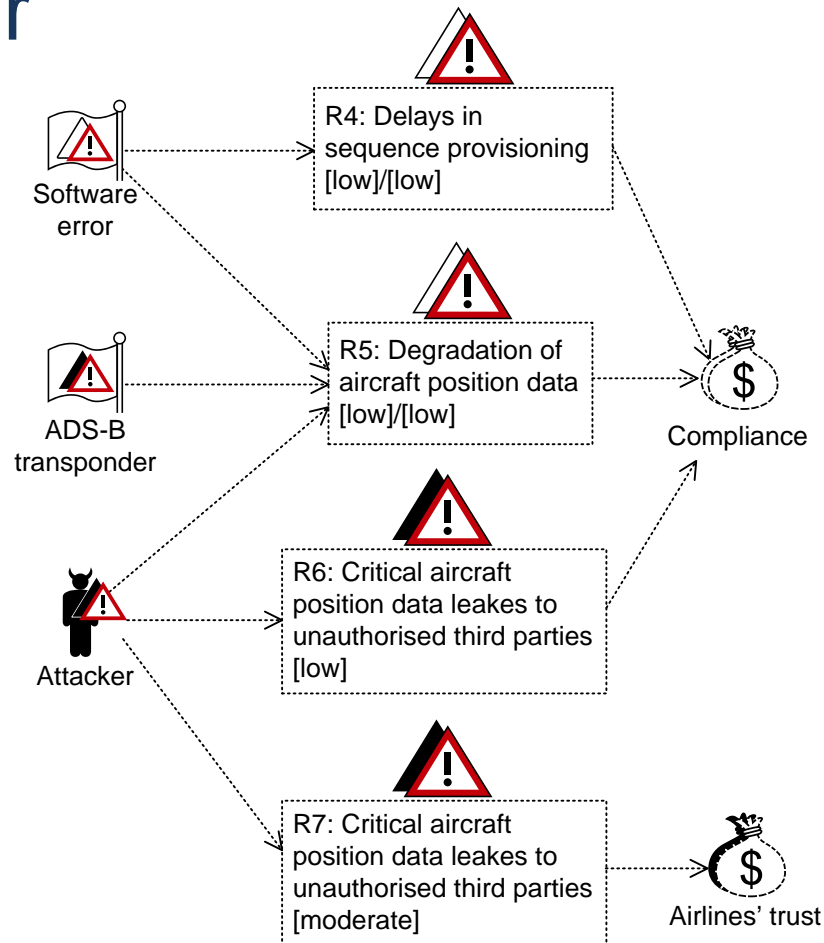 r
R4: Delays in
sequence provisioning
[low]/[low]
Software
error
R5: Degradation of
aircraft position data
[low]/[low]
ADS-B
transponder
$
Compliance
R6: Critical aircraft
position data leakes to
unauthorised third parties
[low]
Attacker
R7: Critical aircraft
position data leakes to
unauthorised third parties
[moderate]
$
Airlines’ trust